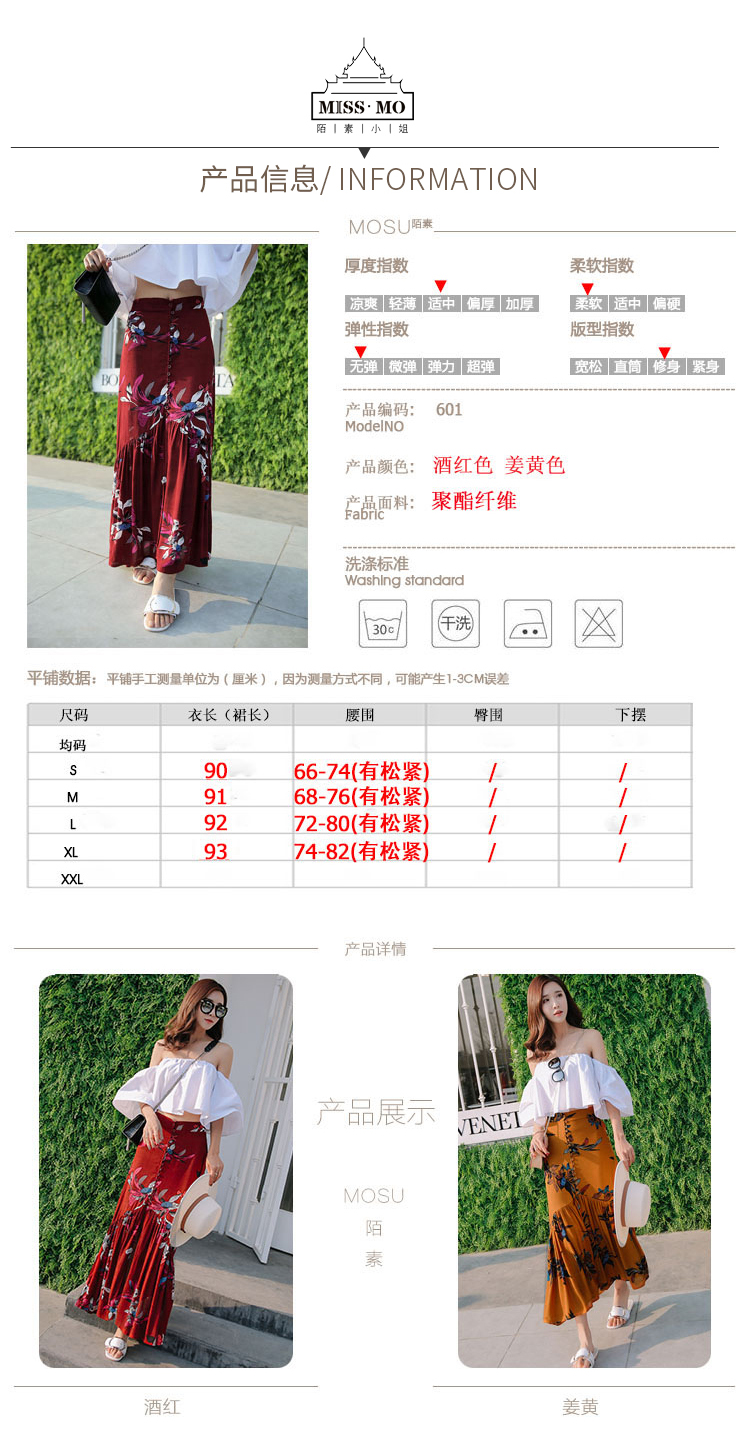 MISS·MO
陌 | 素 | 小 | 姐
产品信息/ INFORMATION
MOSU陌素
厚度指数
凉爽 轻薄 适中 偏厚 加厚
柔软指数
柔软 适中 偏硬
弹性指数
无弹 微弹 弹力 超弹
版型指数
宽松 直筒 修身 紧身
产品编码： 601
ModelNO
产品颜色： 酒红色 姜黄色
产品面料： 聚酯纤维
Fabric
洗涤标准
Washing standard
30c
干洗
平铺数据：平铺手工测量单位为（厘米），因为测量方式不同，可能产生1-3CM误差
尺码 衣长（裙长） 腰围 臀围 下摆
均码
S 90 66-74(有松紧) / /
M 91 68-76(有松紧) / /
L 92 72-80(有松紧) / /
XL 93 74-82(有松紧) / /
XXL
产品详情
产品展示
MOSU
陌
素
VENET
酒红
姜黄